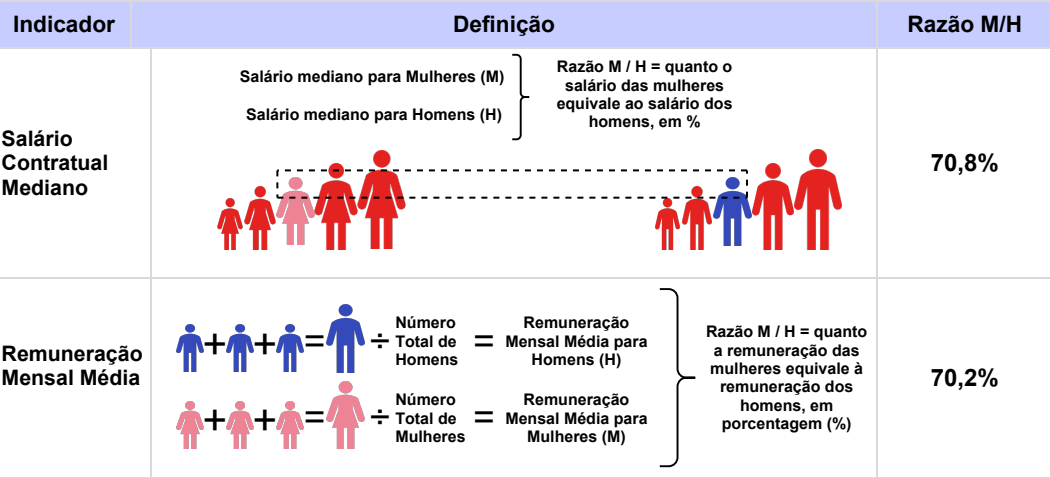 Indicador
Definição
Razão M/H
Salário
Contratual
Mediano
Salário mediano para Mulheres (M)
Salário mediano para Homens (H)
Razão M / H = quanto o
salário das mulheres
equivale ao salário dos
homens, em %
70,8%
Remuneração
Mensal Média
+ + = ÷
Número
Total de
Homens
=
Remuneração
Mensal Média para
Homens (H)
+ + = ÷
Número
Total de
Mulheres
=
Remuneração
Mensal Média para
Mulheres (M)
Razão M / H = quanto
a remuneração das
mulheres equivale à
remuneração dos
homens, em
porcentagem (%)
70,2%